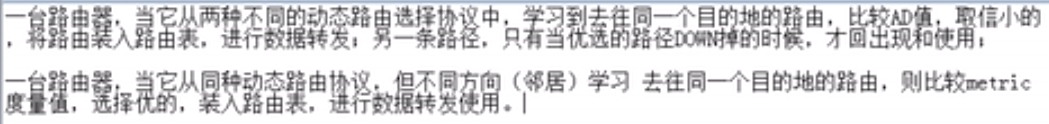 一台路由器，当它从两种不同的动态路由选择协议中，学习到去往同一个目的地的路由，比较AD值，取信小的
，将路由装入路由表，进行数据转发；另一条路径，只有当优选的路径DOWN掉的时候，才回出现和使用；
一台路由器，当它从同种动态路由协议，但不同方向（邻居）学习 去往同一个目的地的路由，则比较metric
度量值，选择优的，装入路由表，进行数据转发使用。